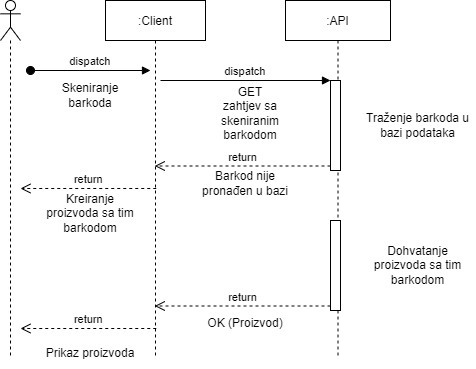 :Client
:API
dispatch
Skeniranje
barkoda
dispatch
GET
zahtjev sa
skeniranim
barkodom
Traženje barkoda u
bazi podataka
return
Barkod nije
pronađen u bazi
return
Kreiranje
proizvoda sa tim
barkodom
Dohvatanje
proizvoda sa tim
barkodom
return
OK (Proizvod)
return
Prikaz proizvoda